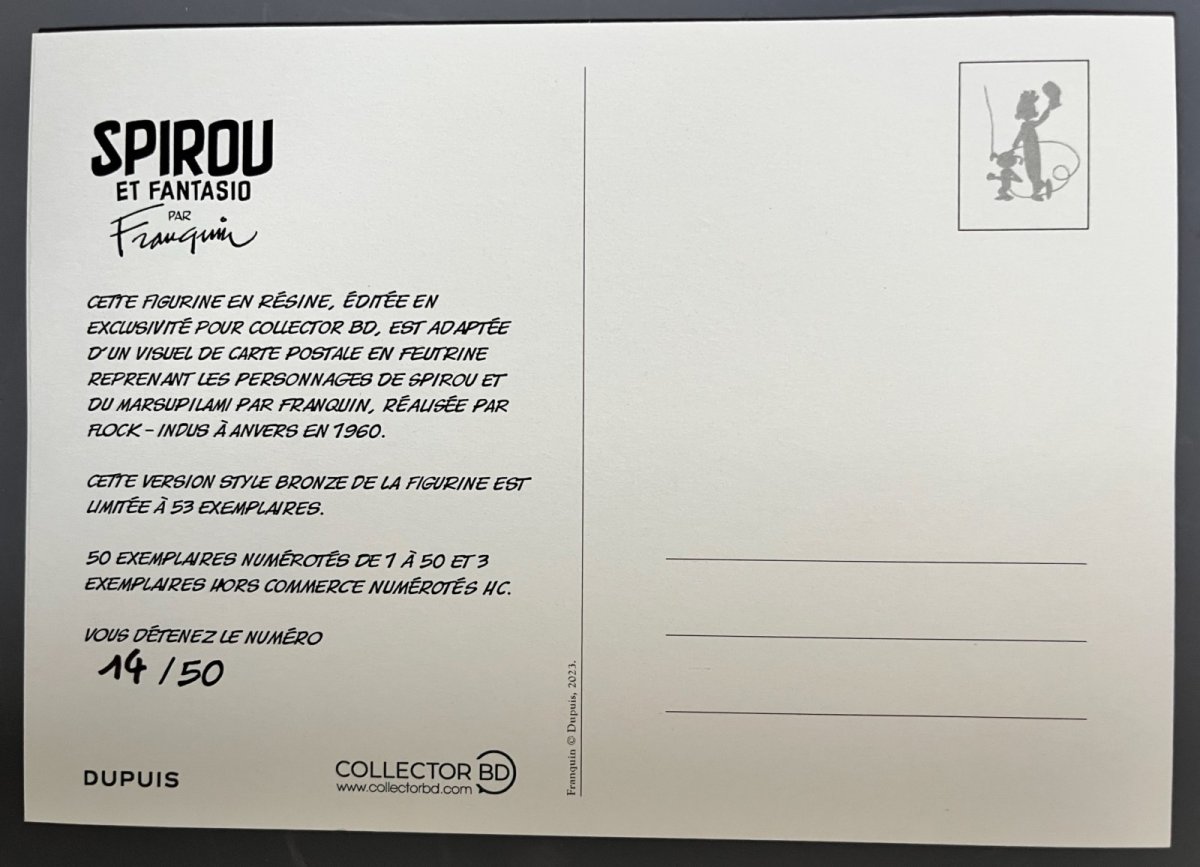 SPIROU
ET FANTASIO
PAR
Franquin
CETTE FIGURINE EN RÉSINE, ÉDITÉE EN
EXCLUSIVITÉ POUR COLLECTOR BD, EST ADAPTÉE
D'UN VISUEL DE CARTE POSTALE EN FEUTRINE
REPRENANT LES PERSONNAGES DE SPIROU ET
DU MARSUPILAMI PAR FRANQUIN, RÉALISÉE PAR
FLOCK - INDUS À ANVERS EN 1960.
CETTE VERSION STYLE BRONZE DE LA FIGURINE EST
LIMITÉE À 53 EXEMPLAIRES.
50 EXEMPLAIRES NUMÉROTÉS DE 1 À 50 ET 3
EXEMPLAIRES HORS COMMERCE NUMÉROTÉS HC.
VOUS DÉTENEZ LE NUMÉRO
14 / 50
DUPUIS
COLLECTOR BD
www.collectorbd.com
Franquin © Dupuis, 2023.